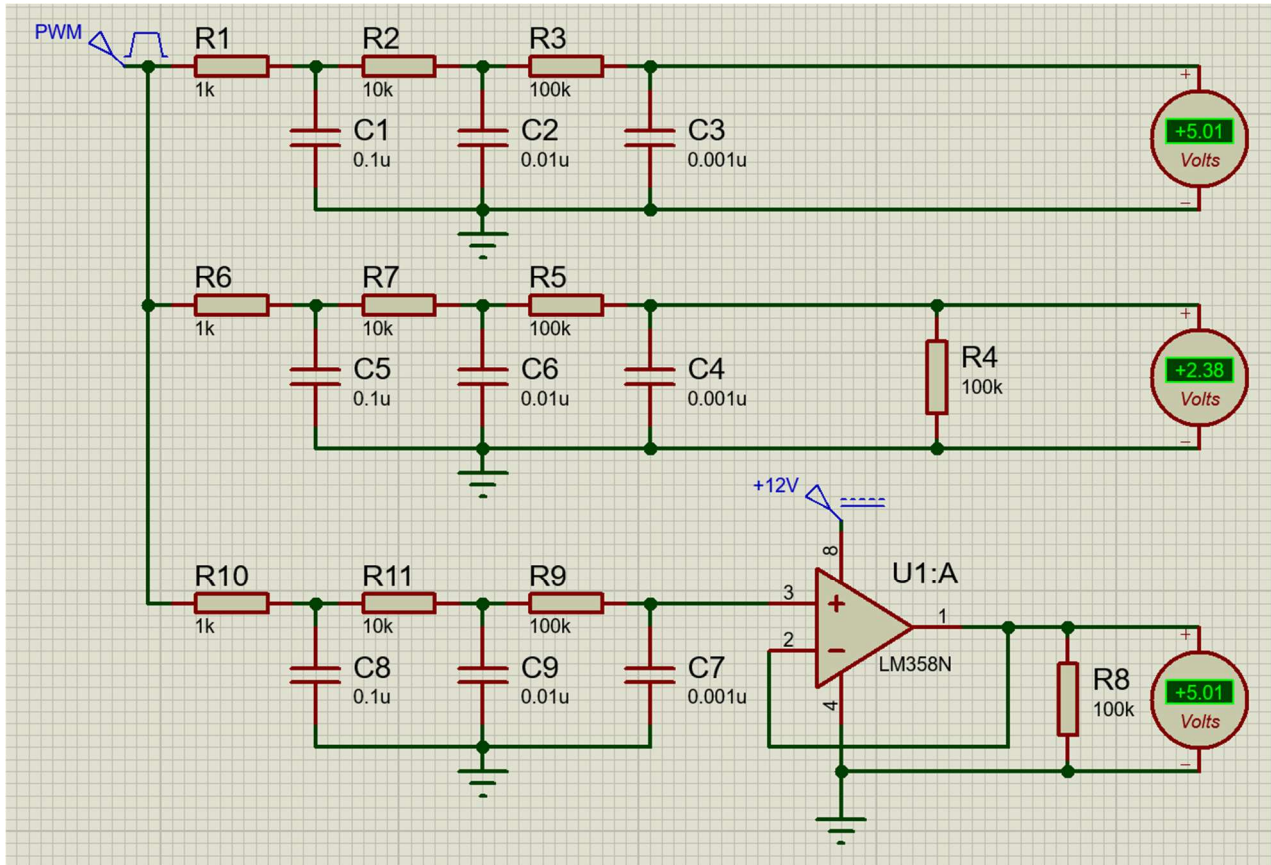 PWM
R1
R2
R3
1k
10k
100k
C1
C2
C3
0.1u
0.01u
0.001u
+
+5.01
Volts
−
R6
R7
R5
1k
10k
100k
C5
C6
C4
0.1u
0.01u
0.001u
R4
100k
+
+2.38
Volts
−
+12V
R10
R11
R9
1k
10k
100k
C8
C9
C7
0.1u
0.01u
0.001u
8
U1:A
3
+
2
−
1
4
LM358N
R8
100k
+
+5.01
Volts
−